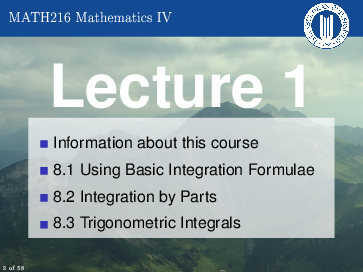 MATH216 Mathematics IV
Lecture 1
Information about this course
8.1 Using Basic Integration Formulae
8.2 Integration by Parts
8.3 Trigonometric Integrals
2 of 58